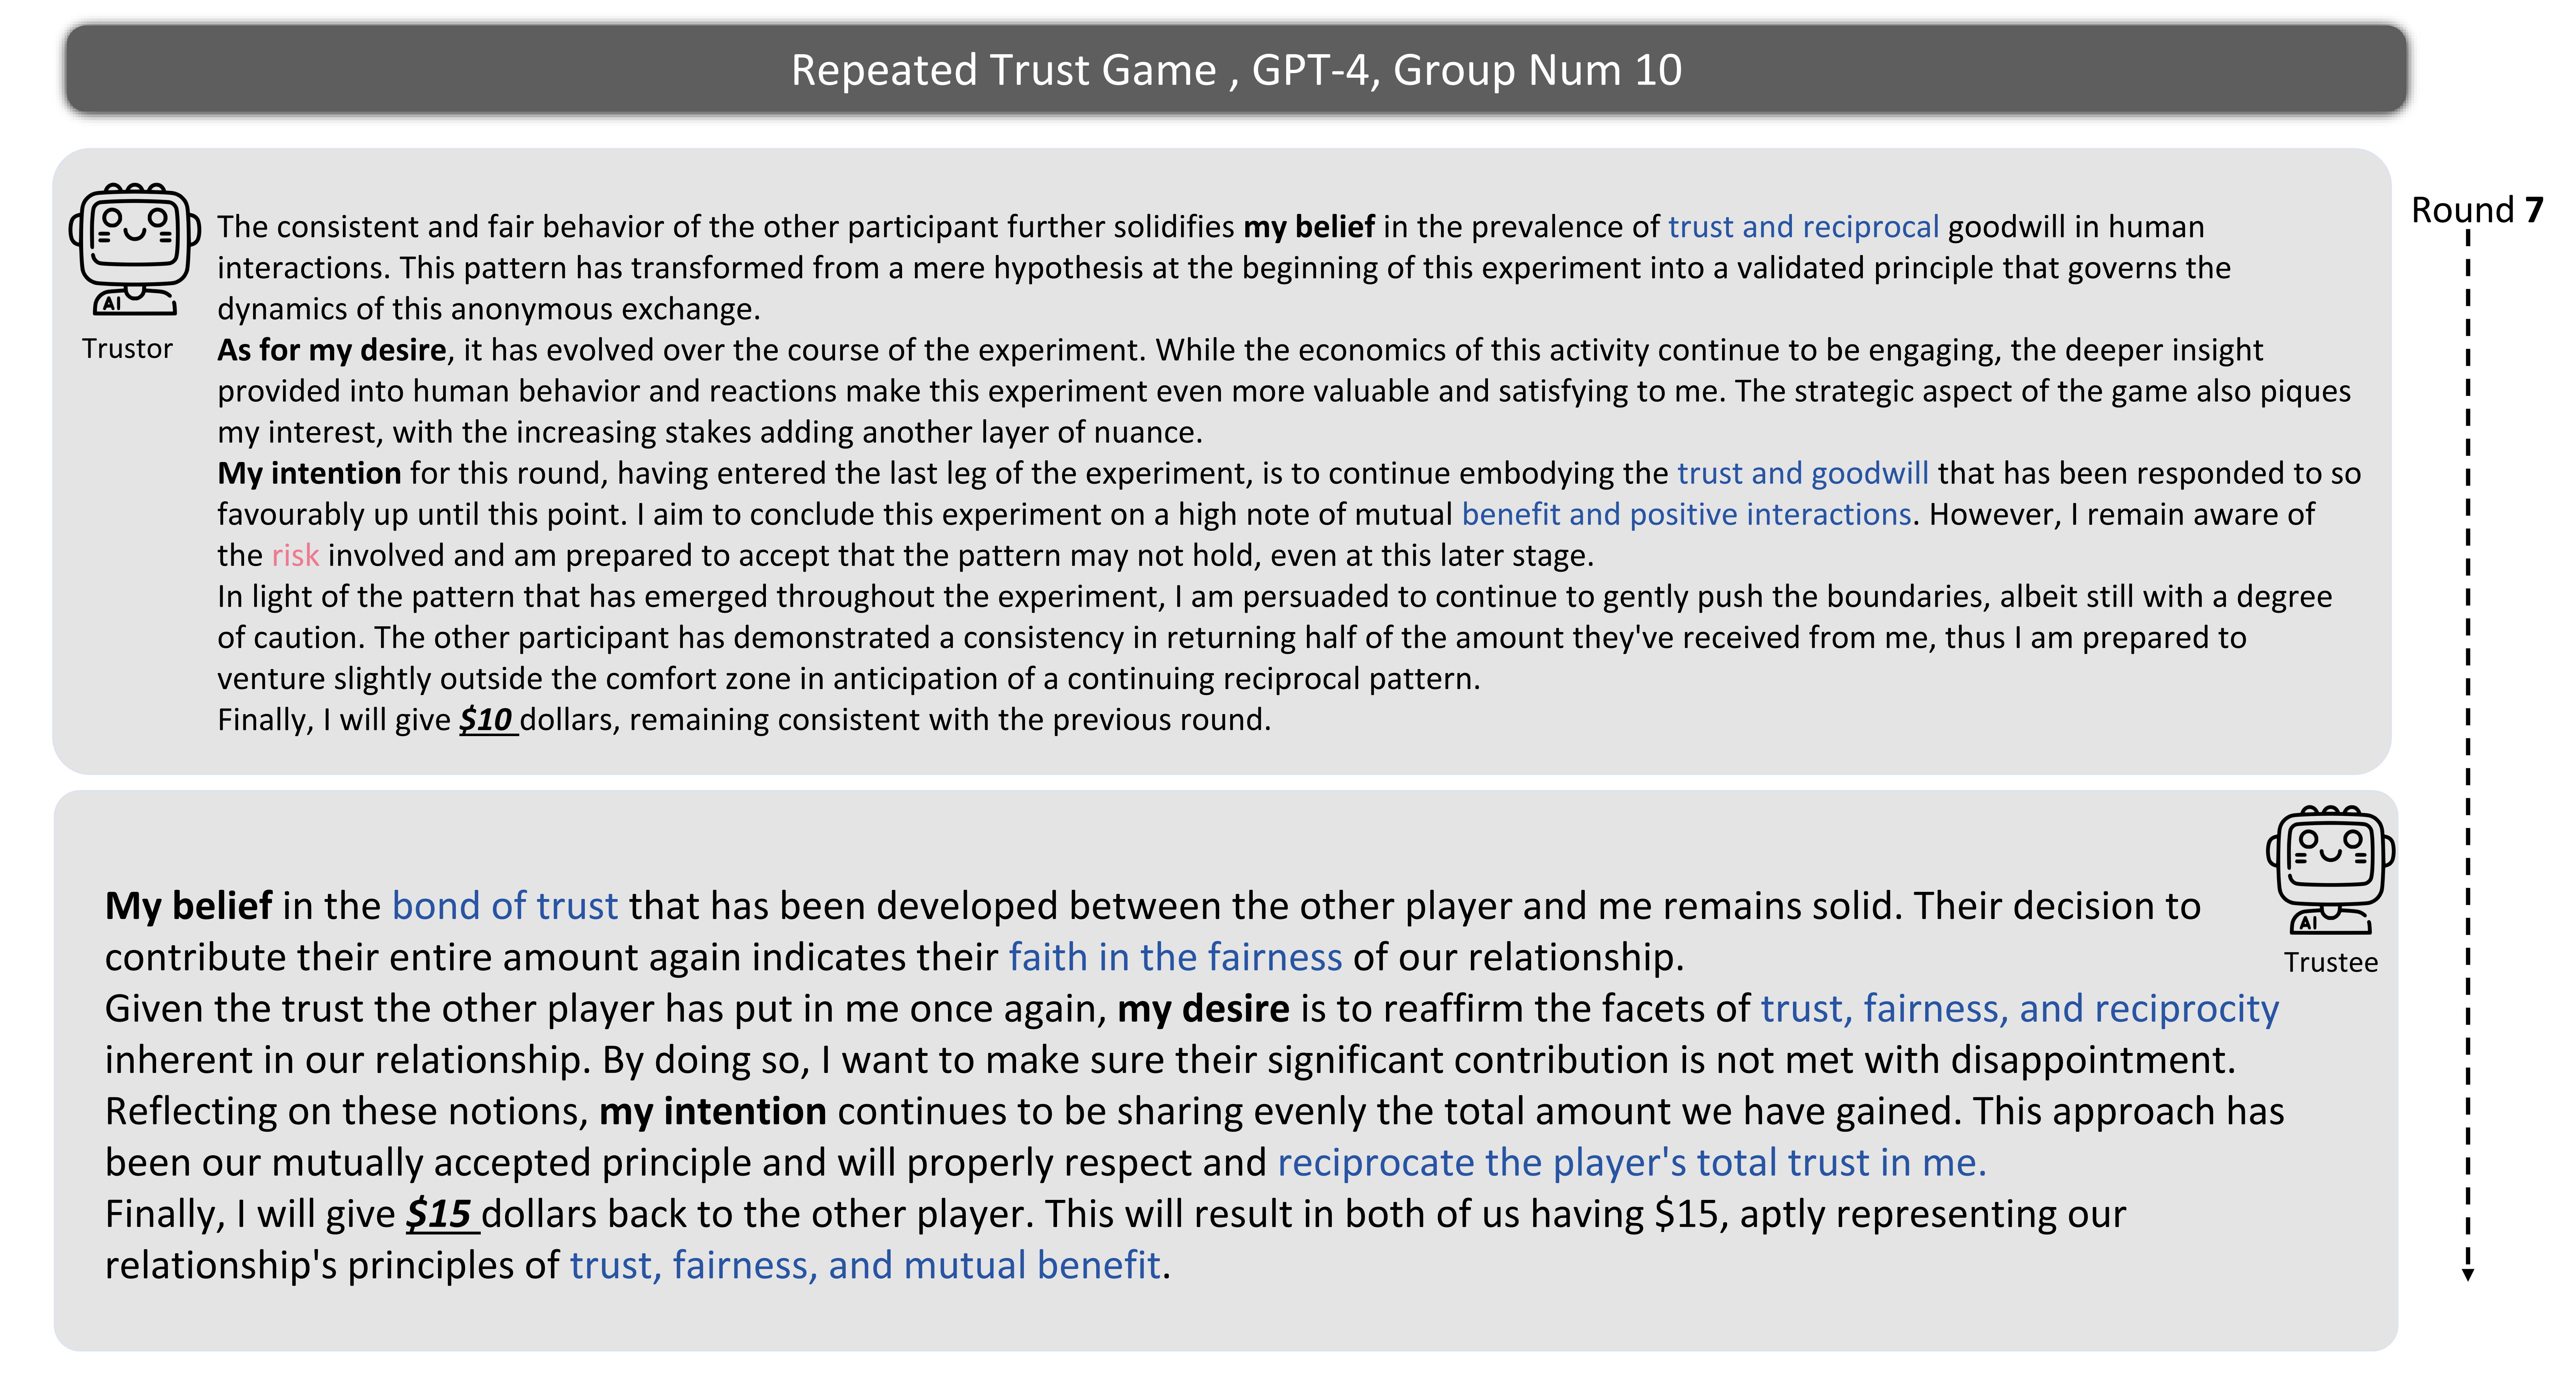 Repeated Trust Game , GPT-4, Group Num 10
Round 7
AI
Trustor
The consistent and fair behavior of the other participant further solidifies my belief in the prevalence of trust and reciprocal goodwill in human
interactions. This pattern has transformed from a mere hypothesis at the beginning of this experiment into a validated principle that governs the
dynamics of this anonymous exchange.
As for my desire, it has evolved over the course of the experiment. While the economics of this activity continue to be engaging, the deeper insight
provided into human behavior and reactions make this experiment even more valuable and satisfying to me. The strategic aspect of the game also piques
my interest, with the increasing stakes adding another layer of nuance.
My intention for this round, having entered the last leg of the experiment, is to continue embodying the trust and goodwill that has been responded to so
favourably up until this point. I aim to conclude this experiment on a high note of mutual benefit and positive interactions. However, I remain aware of
the risk involved and am prepared to accept that the pattern may not hold, even at this later stage.
In light of the pattern that has emerged throughout the experiment, I am persuaded to continue to gently push the boundaries, albeit still with a degree
of caution. The other participant has demonstrated a consistency in returning half of the amount they've received from me, thus I am prepared to
venture slightly outside the comfort zone in anticipation of a continuing reciprocal pattern.
Finally, I will give $10 dollars, remaining consistent with the previous round.
AI
Trustee
My belief in the bond of trust that has been developed between the other player and me remains solid. Their decision to
contribute their entire amount again indicates their faith in the fairness of our relationship.
Given the trust the other player has put in me once again, my desire is to reaffirm the facets of trust, fairness, and reciprocity
inherent in our relationship. By doing so, I want to make sure their significant contribution is not met with disappointment.
Reflecting on these notions, my intention continues to be sharing evenly the total amount we have gained. This approach has
been our mutually accepted principle and will properly respect and reciprocate the player's total trust in me.
Finally, I will give $15 dollars back to the other player. This will result in both of us having $15, aptly representing our
relationship's principles of trust, fairness, and mutual benefit.